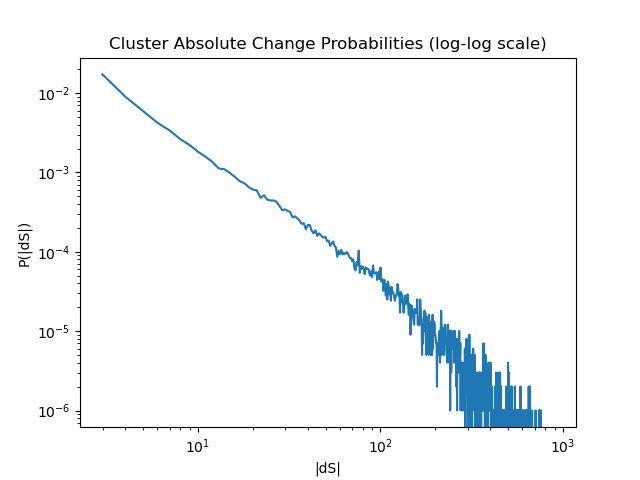 Cluster Absolute Change Probabilities (log-log scale)
10⁻²
10⁻³
10⁻⁴
10⁻⁵
10⁻⁶
P(|dS|)
10¹
10²
10³
|dS|